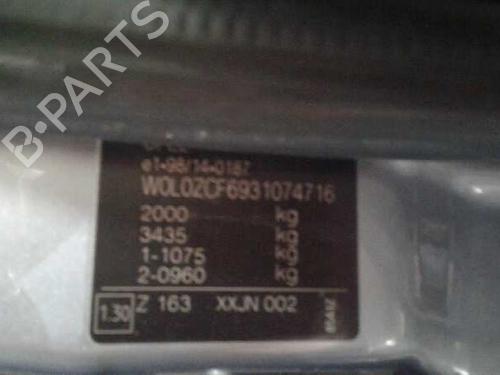 OPEL
e1-98/14-0187
W0L0ZCF6931074716
2000 kg
3435 kg
1-1075 kg
2-0960 kg
1.30 Z 163 XXJN 002
B-PARTS